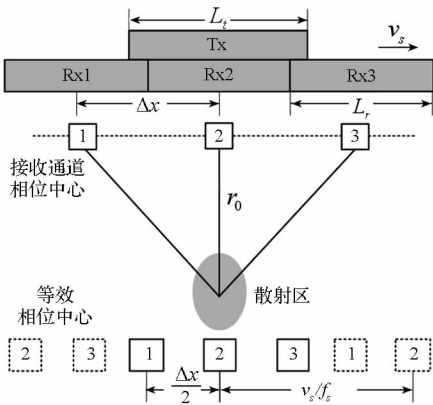 L_t
Tx
v_s
Rx1 Rx2 Rx3
Δx
L_r
1 2 3
接收通道
相位中心
r_0
散射区
等效
相位中心
2 3 1 2 3 1 2
Δx/2
v_s/f_s